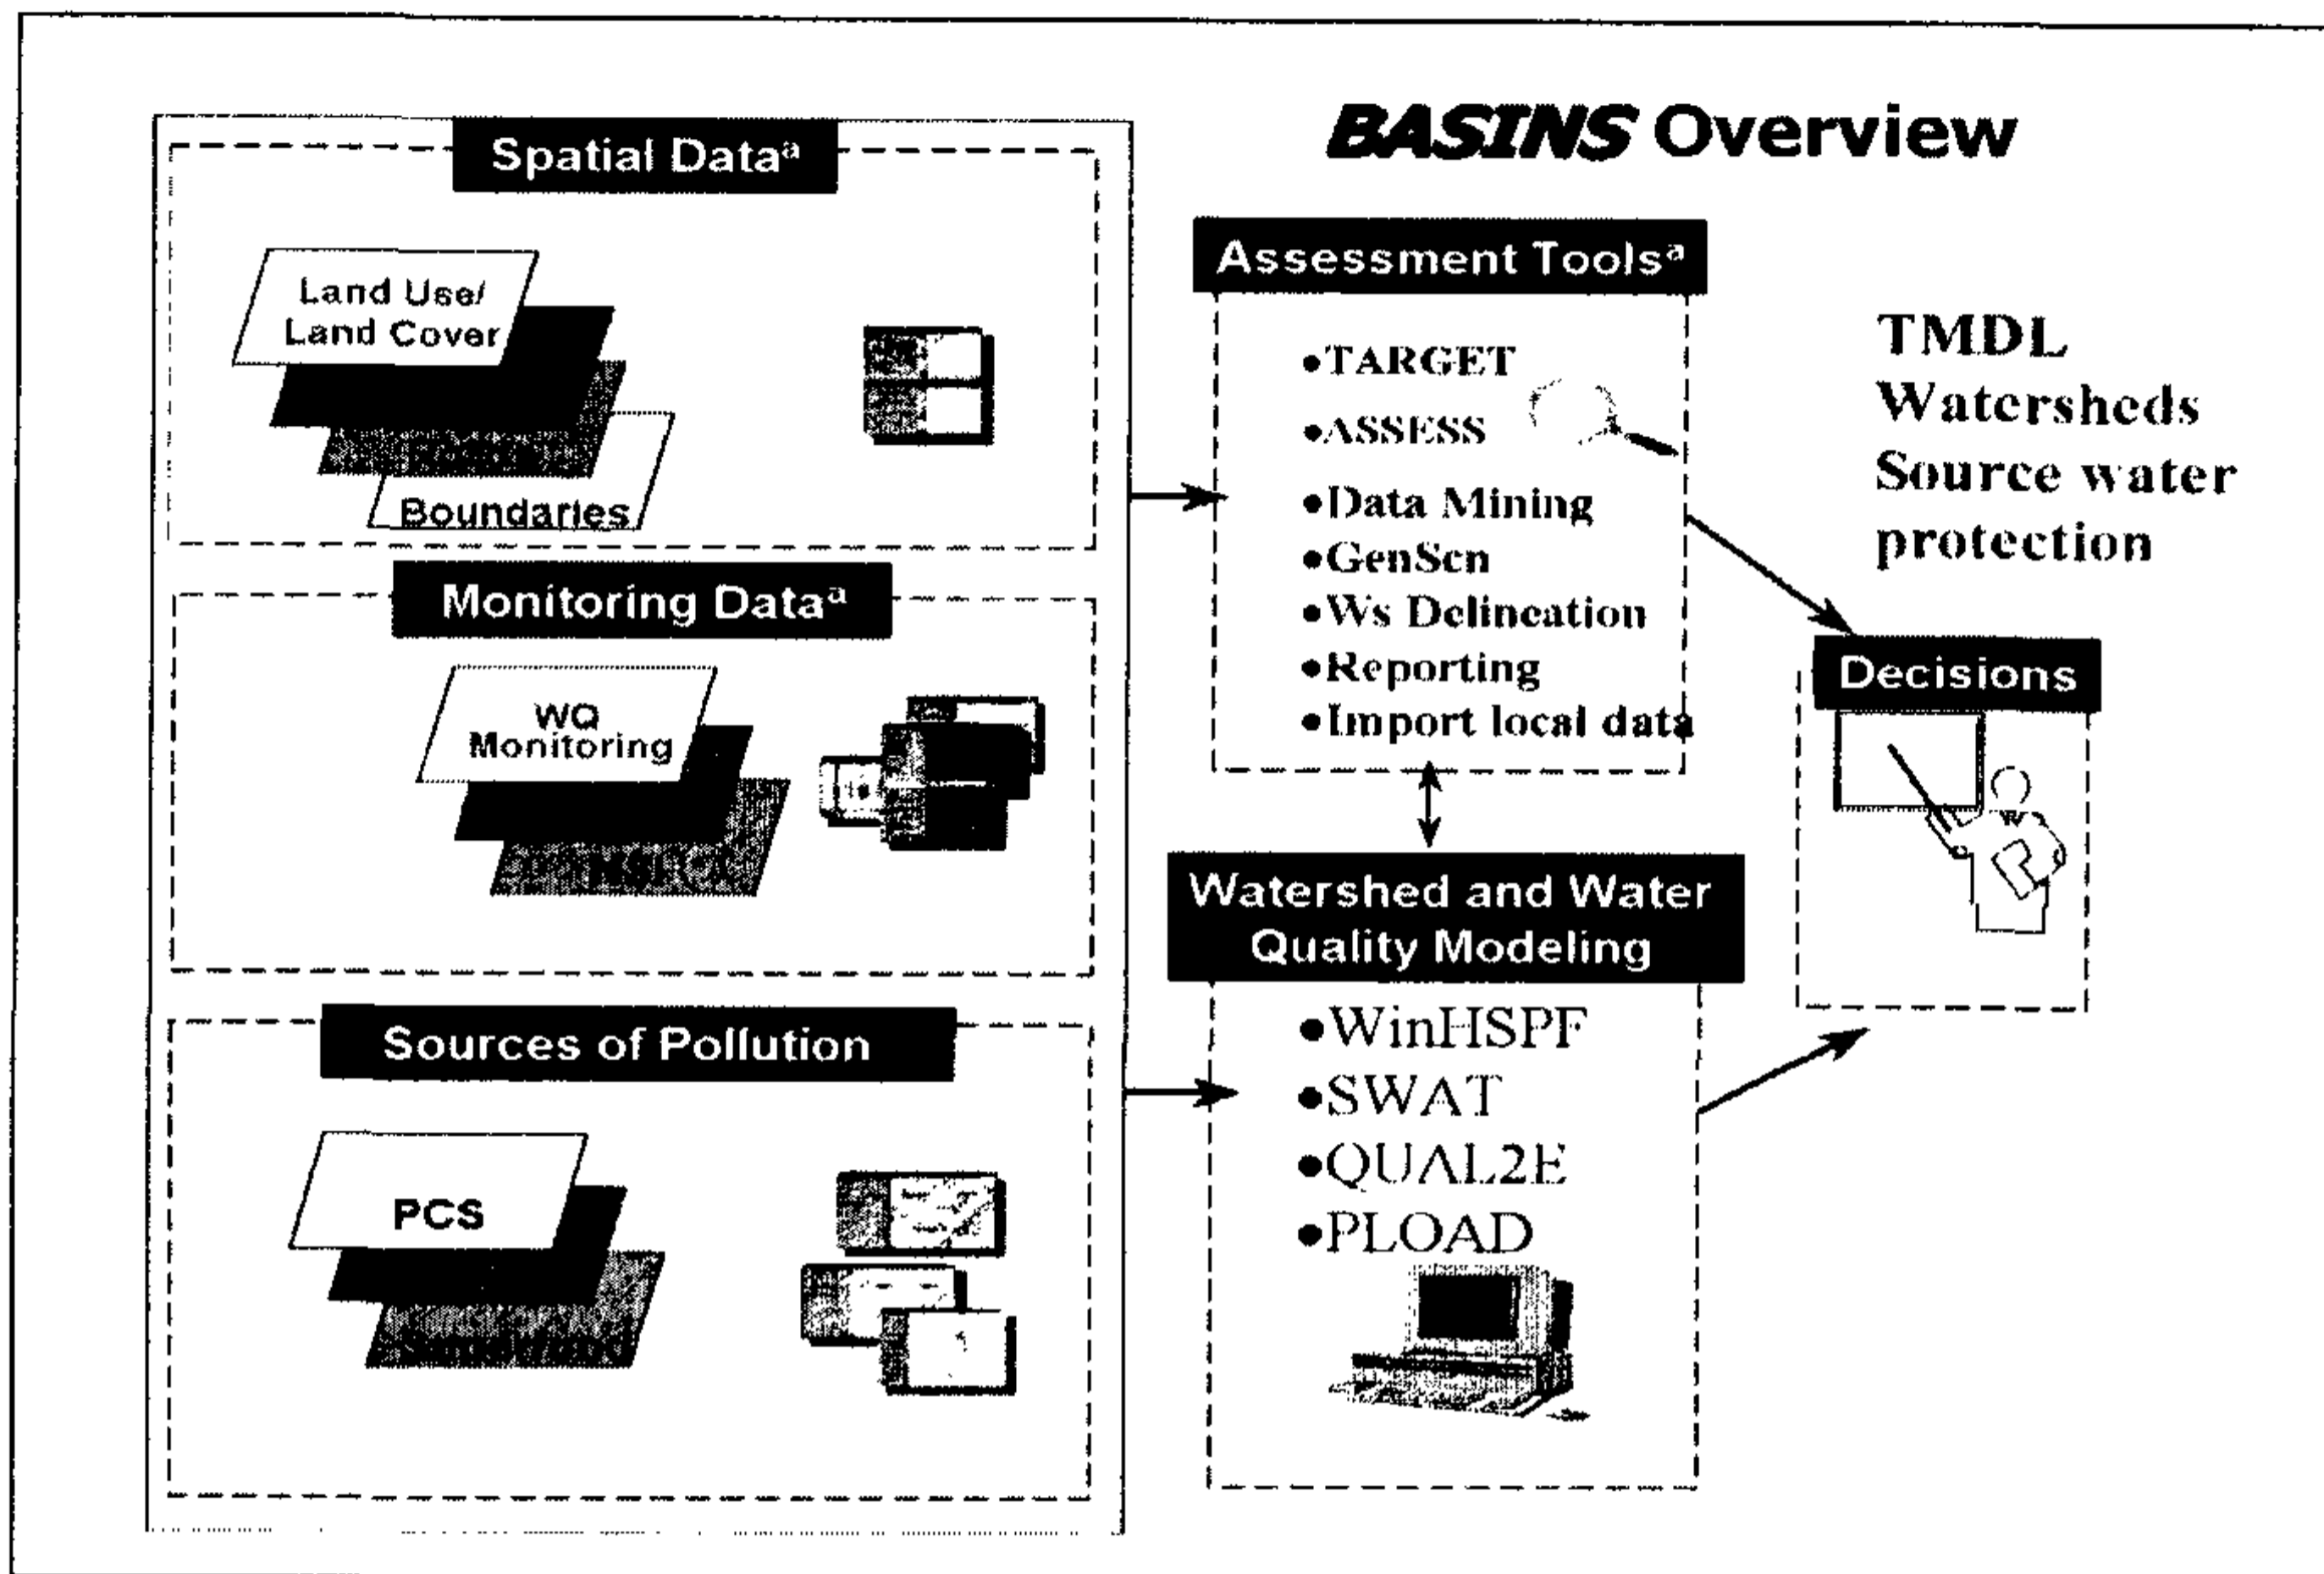 BASINS Overview
Spatial Dataª
Land Use/
Land Cover
Boundaries
Monitoring Dataª
WQ
Monitoring
Sources of Pollution
PCS
Assessment Toolsª
•TARGET
•ASSESS
•Data Mining
•GenScn
•Ws Delineation
•Reporting
•Import local data
Watershed and Water
Quality Modeling
•WinHSPF
•SWAT
•QUAL2E
•PLOAD
TMDL
Watersheds
Source water
protection
Decisions